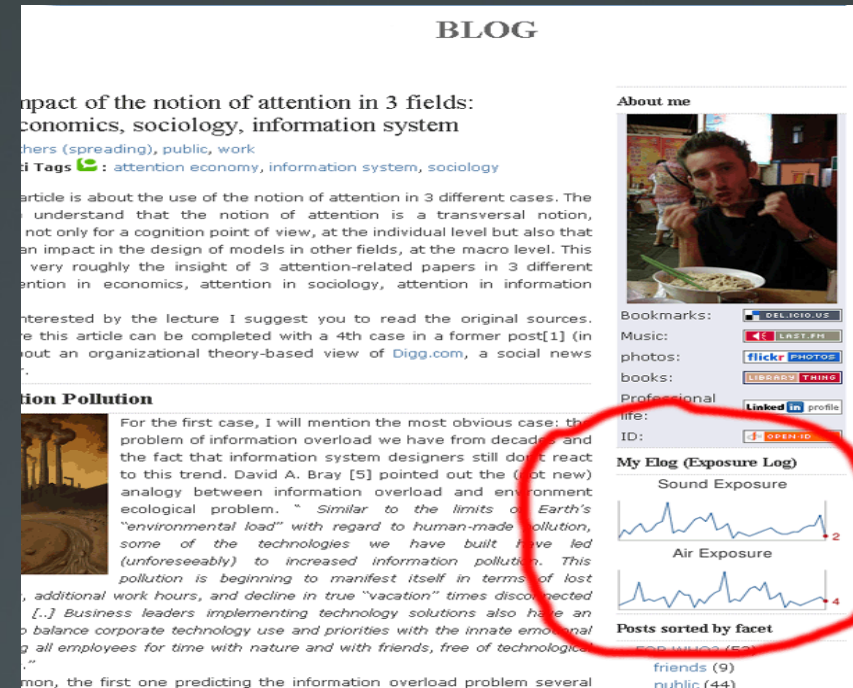 BLOG
mpact of the notion of attention in 3 fields:
conomics, sociology, information system
hers (spreading), public, work
i Tags : attention economy, information system, sociology
article is about the use of the notion of attention in 3 different cases. The
understand that the notion of attention is a transversal notion,
not only for a cognition point of view, at the individual level but also that
an impact in the design of models in other fields, at the macro level. This
very roughly the insight of 3 attention-related papers in 3 different
ention in economics, attention in sociology, attention in information
nterested by the lecture I suggest you to read the original sources.
e this article can be completed with a 4th case in a former post[1] (in
out an organizational theory-based view of Digg.com, a social news
tion Pollution
For the first case, I will mention the most obvious case: the
problem of information overload we have from decades and
the fact that information system designers still don't react
to this trend. David A. Bray [5] pointed out the (not new)
analogy between information overload and environment
ecological problem. " Similar to the limits of Earth's
"environmental load" with regard to human-made pollution,
some of the technologies we have built have led
(unforeseeably) to increased information pollution. This
pollution is beginning to manifest itself in terms of lost
, additional work hours, and decline in true "vacation" times disconnected
[..] Business leaders implementing technology solutions also have an
o balance corporate technology use and priorities with the innate emotional
g all employees for time with nature and with friends, free of technological
."
mon, the first one predicting the information overload problem several
About me
Bookmarks: DEL.ICIO.US
Music: LAST.FM
photos: flickr PHOTOS
books: LIBRARY THING
Professional
life: Linked in profile
ID: OPEN-ID
My Elog (Exposure Log)
Sound Exposure
2
Air Exposure
4
Posts sorted by facet
FOR WHO? (53)
friends (9)
public (44)